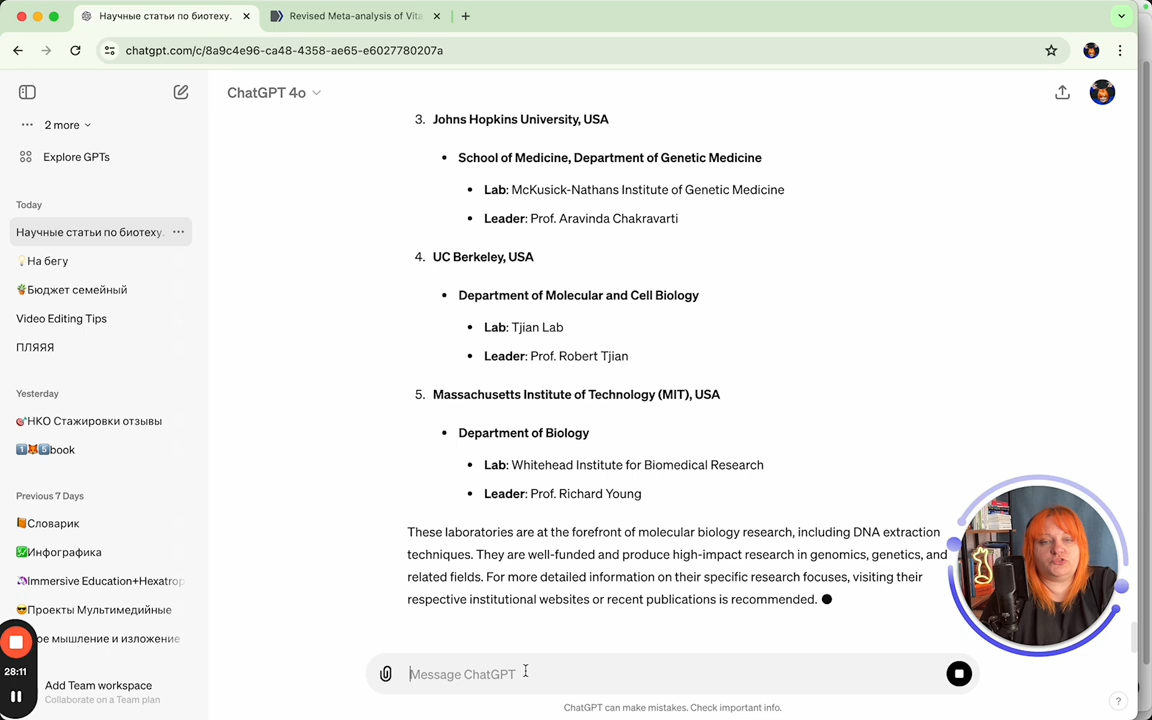 Научные статьи по биотеху.
Revised Meta-analysis of Vita
chatgpt.com/c/8a9c4e96-ca48-4358-ae65-e6027780207a
ChatGPT 4o
2 more
Explore GPTs
Today
Научные статьи по биотеху.
💡На бегу
🪴Бюджет семейный
Video Editing Tips
ПЛЯЯЯ
Yesterday
🎯НКО Стажировки отзывы
1️⃣🦊5️⃣book
Previous 7 Days
📙Словарик
💹Инфографика
🦄Immersive Education+Hexatrop
😎Проекты Мультимедийные
ое мышление и изложение
Add Team workspace
Collaborate on a Team plan
28:11
3. Johns Hopkins University, USA
• School of Medicine, Department of Genetic Medicine
• Lab: McKusick-Nathans Institute of Genetic Medicine
• Leader: Prof. Aravinda Chakravarti
4. UC Berkeley, USA
• Department of Molecular and Cell Biology
• Lab: Tjian Lab
• Leader: Prof. Robert Tjian
5. Massachusetts Institute of Technology (MIT), USA
• Department of Biology
• Lab: Whitehead Institute for Biomedical Research
• Leader: Prof. Richard Young
These laboratories are at the forefront of molecular biology research, including DNA extraction
techniques. They are well-funded and produce high-impact research in genomics, genetics, and
related fields. For more detailed information on their specific research focuses, visiting their
respective institutional websites or recent publications is recommended.
Message ChatGPT
ChatGPT can make mistakes. Check important info.
?